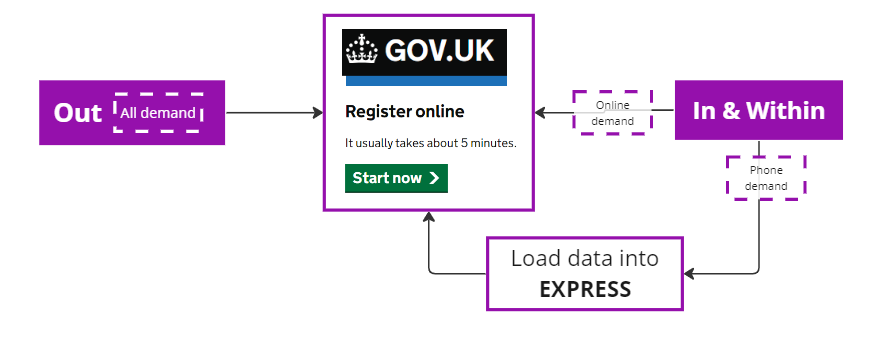 GOV.UK
Register online
It usually takes about 5 minutes.
Start now
Out
All demand
Online
demand
In & Within
Phone
demand
Load data into
EXPRESS